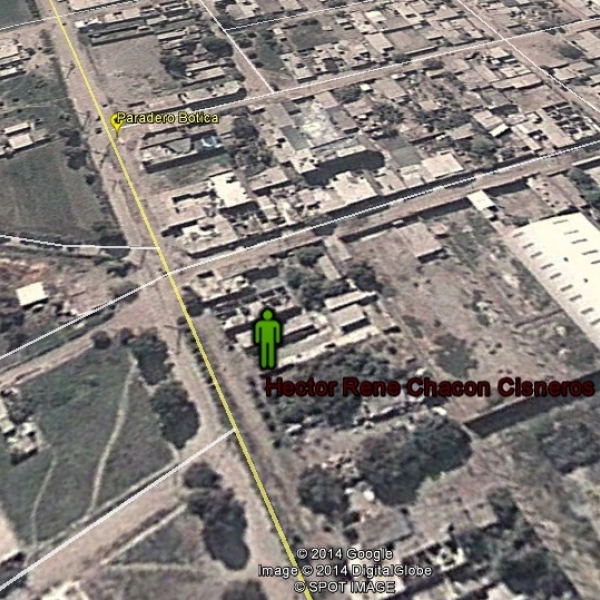 Paradero Botica
Hector Rene Chacon Cisneros
© 2014 Google
Image © 2014 DigitalGlobe
© SPOT IMAGE